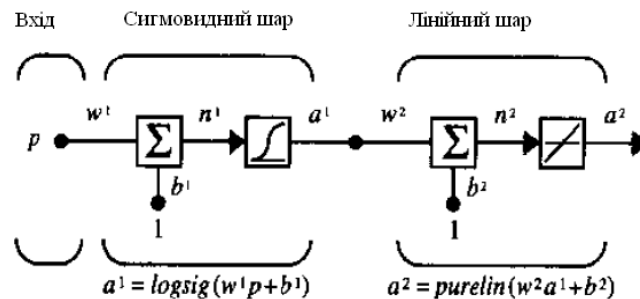 Вхід Сигмовидний шар Лінійний шар
p w¹ n¹ a¹ w² n² a²
Σ Σ
b¹ b²
1 1
a¹ = logsig(w¹p+b¹) a² = purelin(w²a¹+b²)